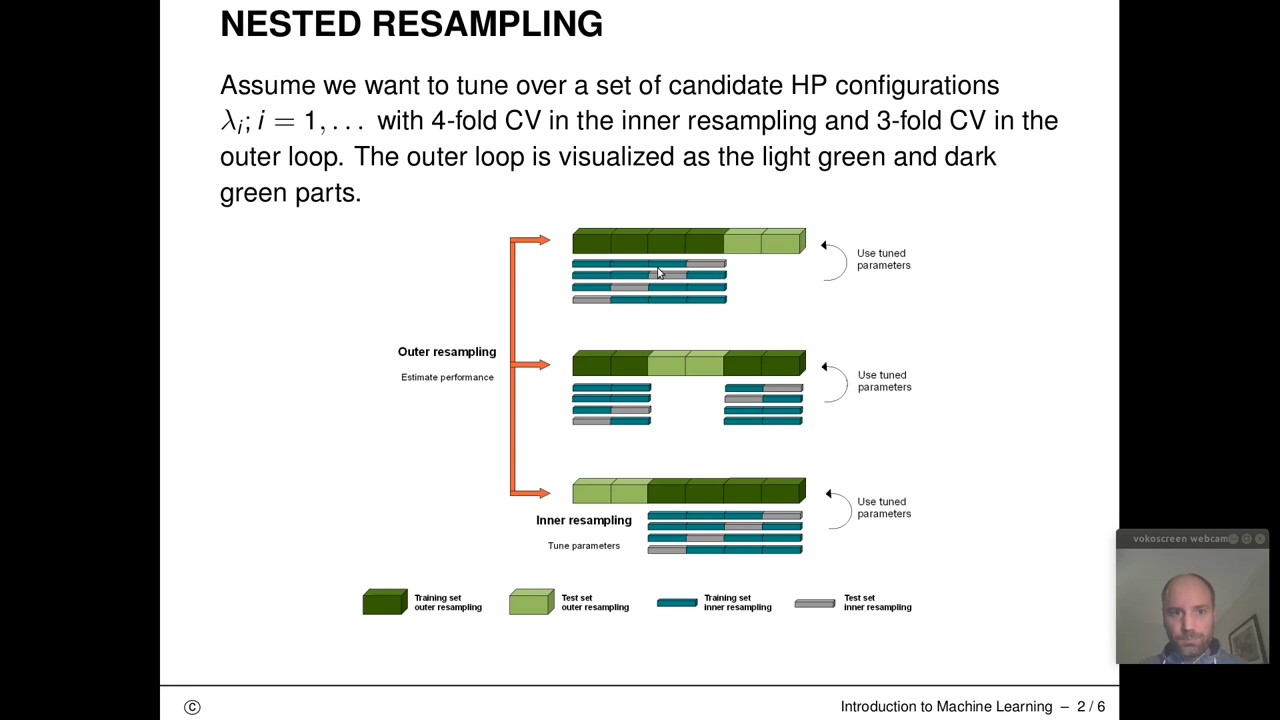 NESTED RESAMPLING
Assume we want to tune over a set of candidate HP configurations
λi; i = 1, . . . with 4-fold CV in the inner resampling and 3-fold CV in the
outer loop. The outer loop is visualized as the light green and dark
green parts.
Use tuned
parameters
Outer resampling
Estimate performance
Use tuned
parameters
Inner resampling
Tune parameters
Use tuned
parameters
Training set
outer resampling
Test set
outer resampling
Training set
inner resampling
Test set
inner resampling
vokoscreen webcam
©
Introduction to Machine Learning – 2 / 6